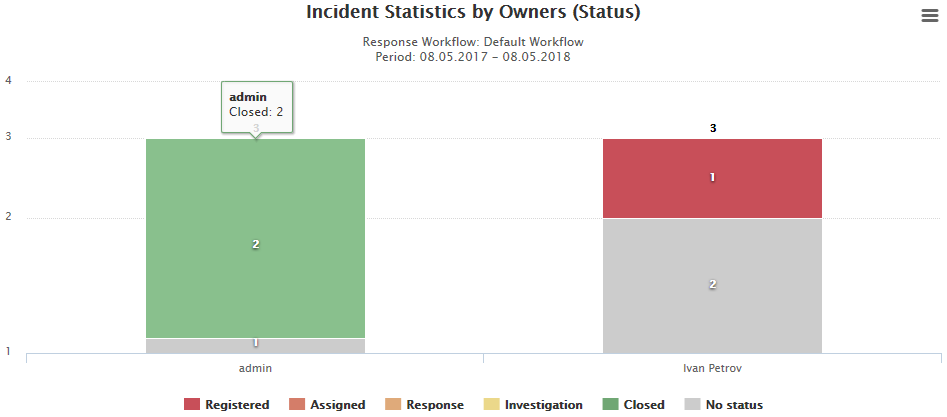 Incident Statistics by Owners (Status)
Response Workflow: Default Workflow
Period: 08.05.2017 - 08.05.2018
4
admin
Closed: 2
3
3
3
1
2
2
2
1
1
admin
Ivan Petrov
Registered
Assigned
Response
Investigation
Closed
No status